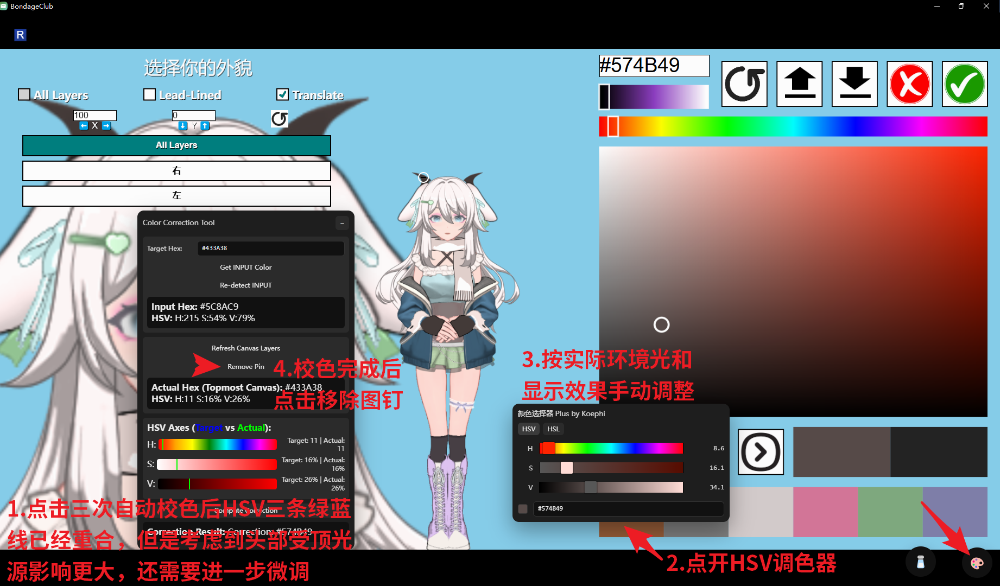 BondageClub
R
选择你的外貌
All Layers
Lead-Lined
Translate
100
X
0
Y
All Layers
右
左
#574B49
Color Correction Tool
Target Hex:
#433A38
Get INPUT Color
Re-detect INPUT
Input Hex: #5C8AC9
HSV: H:215 S:54% V:79%
Refresh Canvas Layers
Remove Pin
Actual Hex (Topmost Canvas): #433A38
HSV: H:11 S:16% V:26%
4.校色完成后
点击移除图钉
HSV Axes (Target vs Actual):
H:
Target: 11 | Actual:
11
S:
Target: 16% | Actual:
16%
V:
Target: 26% | Actual:
26%
Compute Correction
Correction Result: Correction: #574B49
1.点击三次自动校色后HSV三条绿蓝
线已经重合，但是考虑到头部受顶光
源影响更大，还需要进一步微调
3.按实际环境光和
显示效果手动调整
颜色选择器 Plus by Koephi
HSV
HSL
H
8.6
S
16.1
V
34.1
#574B49
2.点开HSV调色器